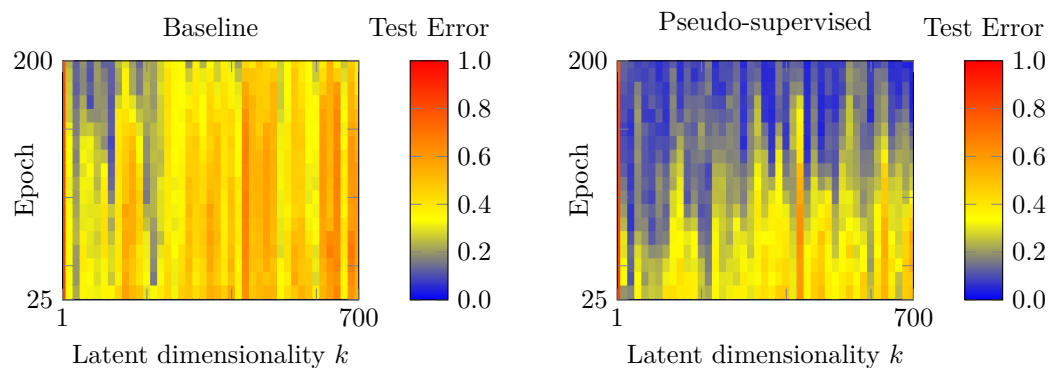 Baseline
Test Error
200
25
Epoch
1
700
Latent dimensionality k
1.0
0.8
0.6
0.4
0.2
0.0
Pseudo-supervised
Test Error
200
25
Epoch
1
700
Latent dimensionality k
1.0
0.8
0.6
0.4
0.2
0.0